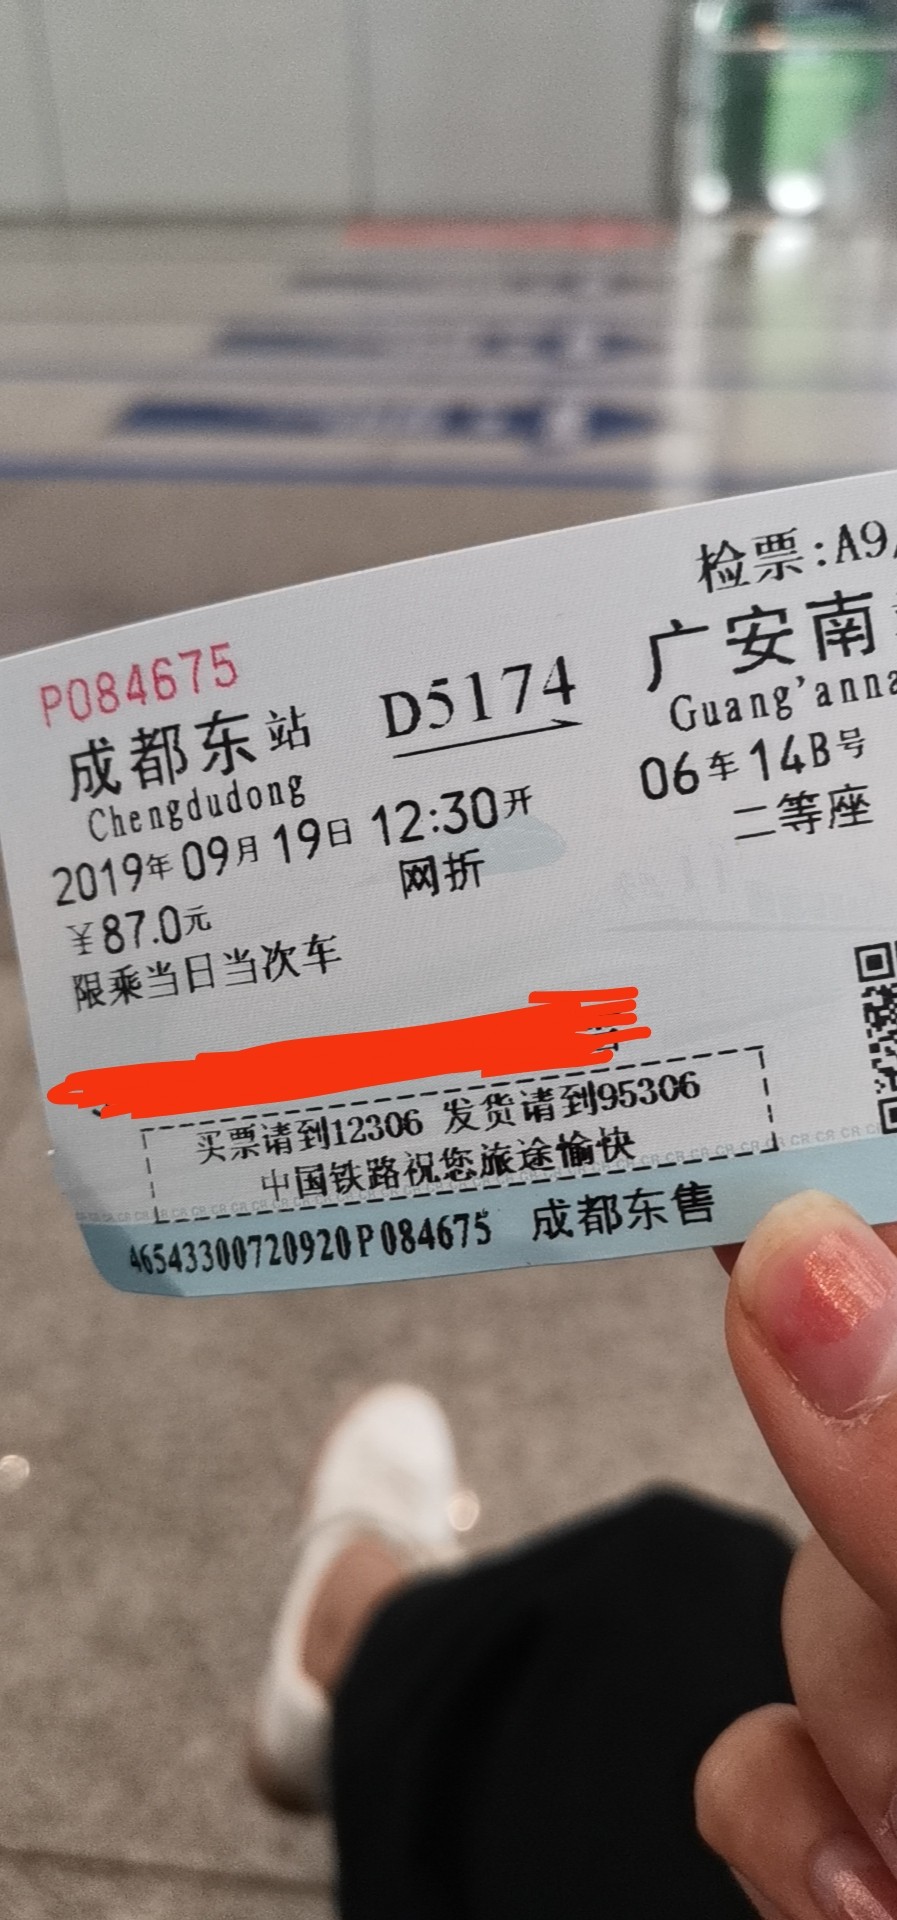 检票:A9
P084675
成都东站 D5174 广安南
Chengdudong Guang'anna
2019年09月19日 12:30开 06车14B号
¥87.0元 网折 二等座
限乘当日当次车
买票请到12306 发货请到95306
中国铁路祝您旅途愉快
46543300720920P084675 成都东售